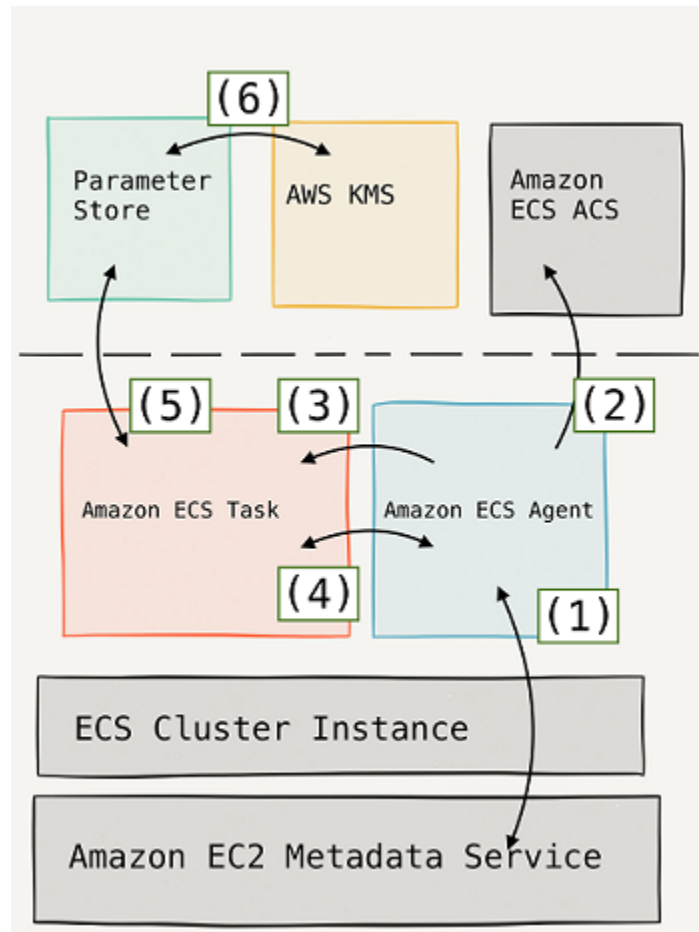 (6)
Parameter
Store
AWS KMS
Amazon
ECS ACS
(5)
(3)
(2)
Amazon ECS Task
Amazon ECS Agent
(4)
(1)
ECS Cluster Instance
Amazon EC2 Metadata Service